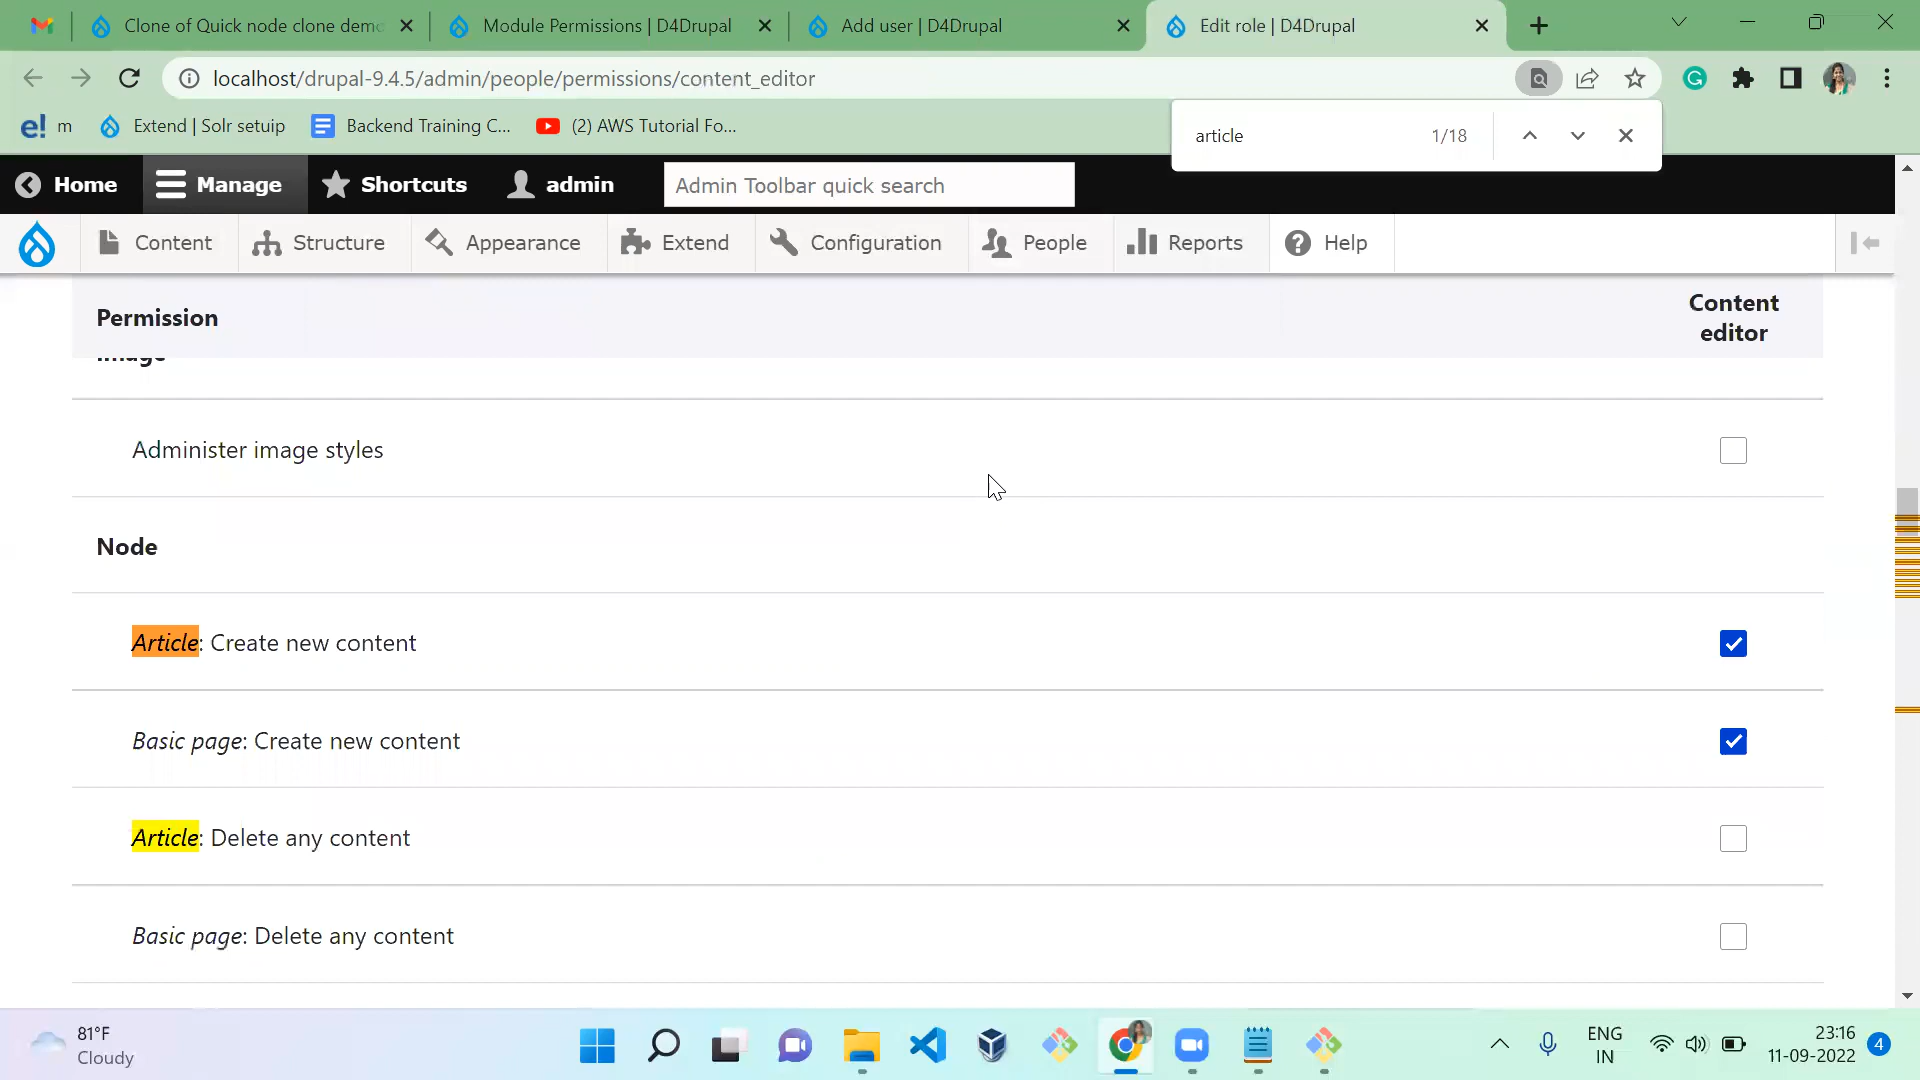 Clone of Quick node clone demo
Module Permissions | D4Drupal
Add user | D4Drupal
Edit role | D4Drupal
localhost/drupal-9.4.5/admin/people/permissions/content_editor
e! m
Extend | Solr setuip
Backend Training C...
(2) AWS Tutorial Fo...
article
1/18
Home
Manage
Shortcuts
admin
Admin Toolbar quick search
Content
Structure
Appearance
Extend
Configuration
People
Reports
Help
Permission
Content
editor
Image
Administer image styles
Node
Article: Create new content
Basic page: Create new content
Article: Delete any content
Basic page: Delete any content
81°F
Cloudy
ENG
IN
23:16
11-09-2022
4